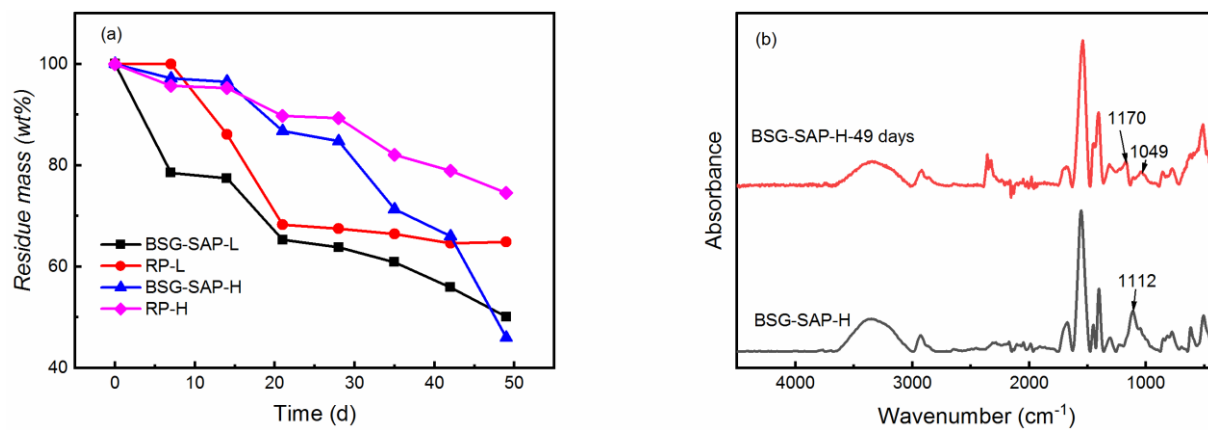 (a)
Residue mass (wt%)
100
80
60
40
BSG-SAP-L
RP-L
BSG-SAP-H
RP-H
0 10 20 30 40 50
Time (d)
(b)
Absorbance
BSG-SAP-H-49 days
1170
1049
1112
BSG-SAP-H
4000 3000 2000 1000
Wavenumber (cm⁻¹)